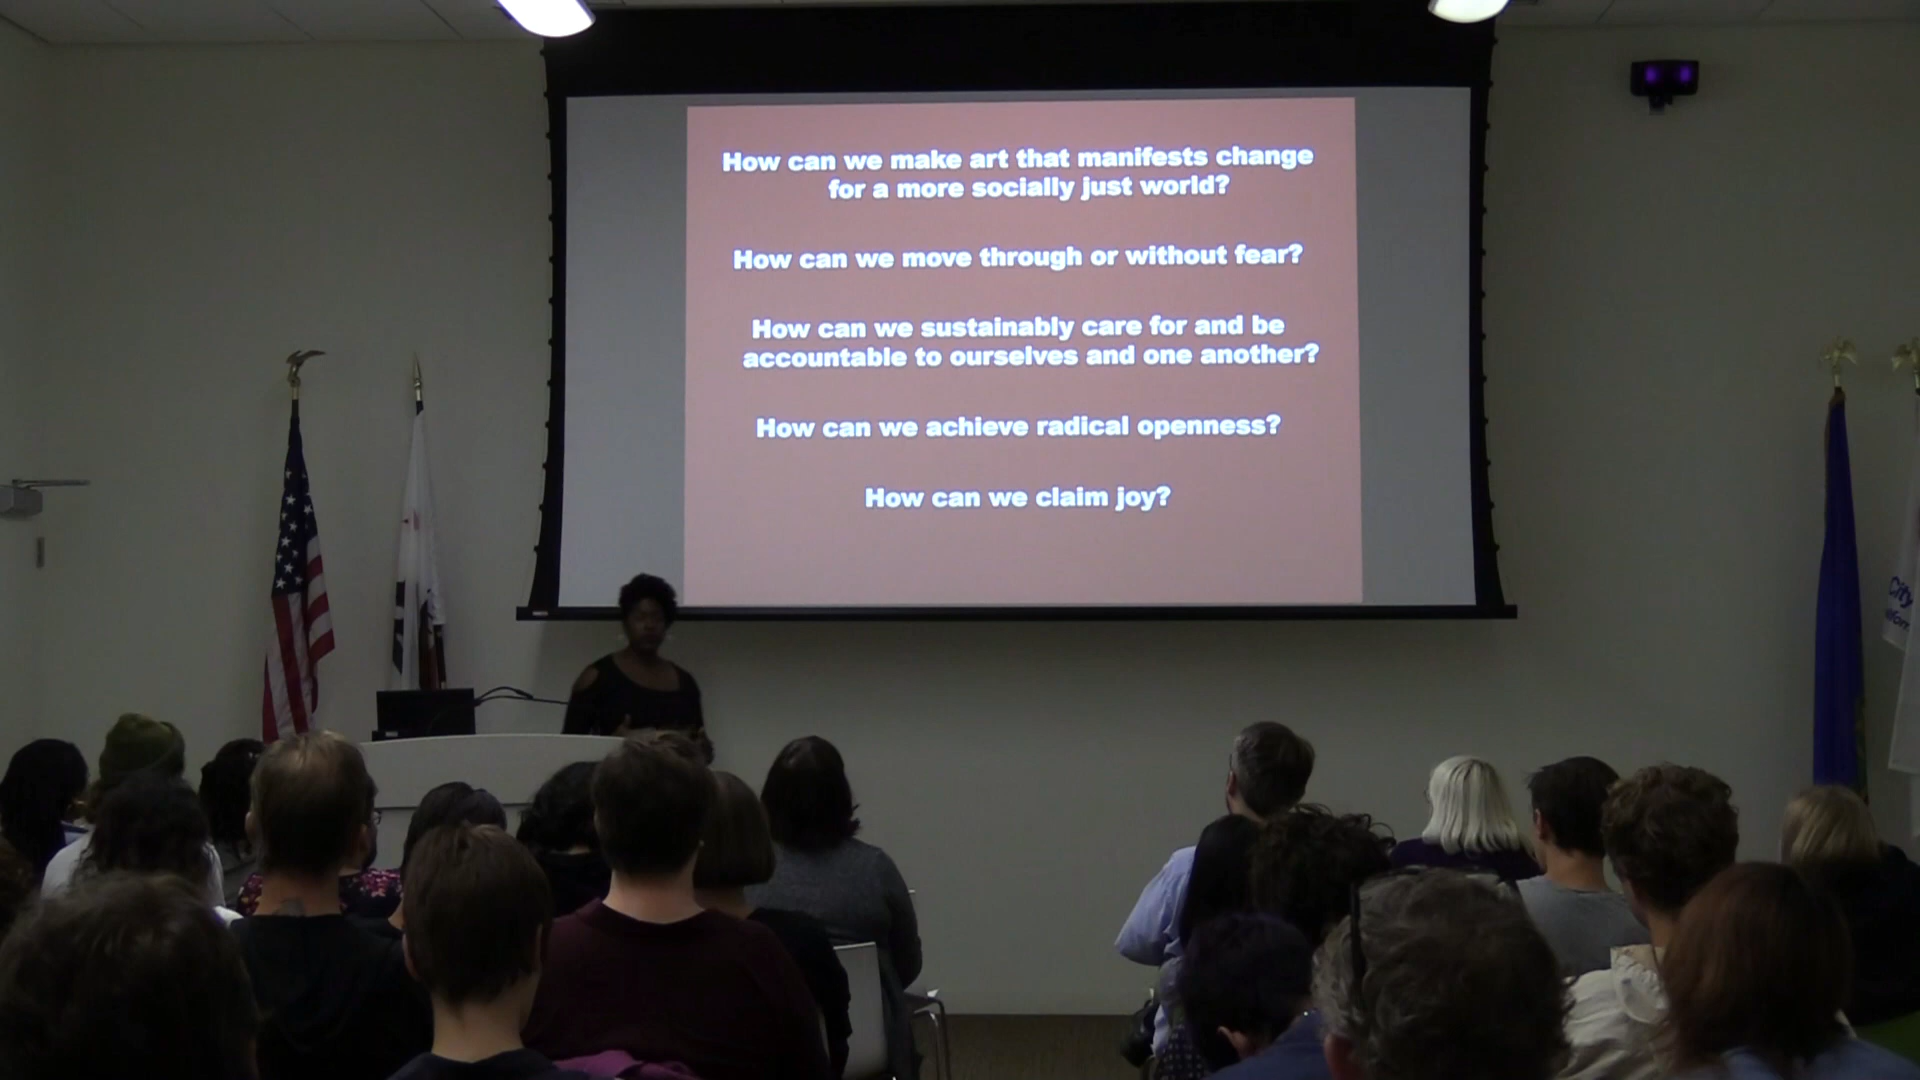 How can we make art that manifests change
for a more socially just world?
How can we move through or without fear?
How can we sustainably care for and be
accountable to ourselves and one another?
How can we achieve radical openness?
How can we claim joy?
City